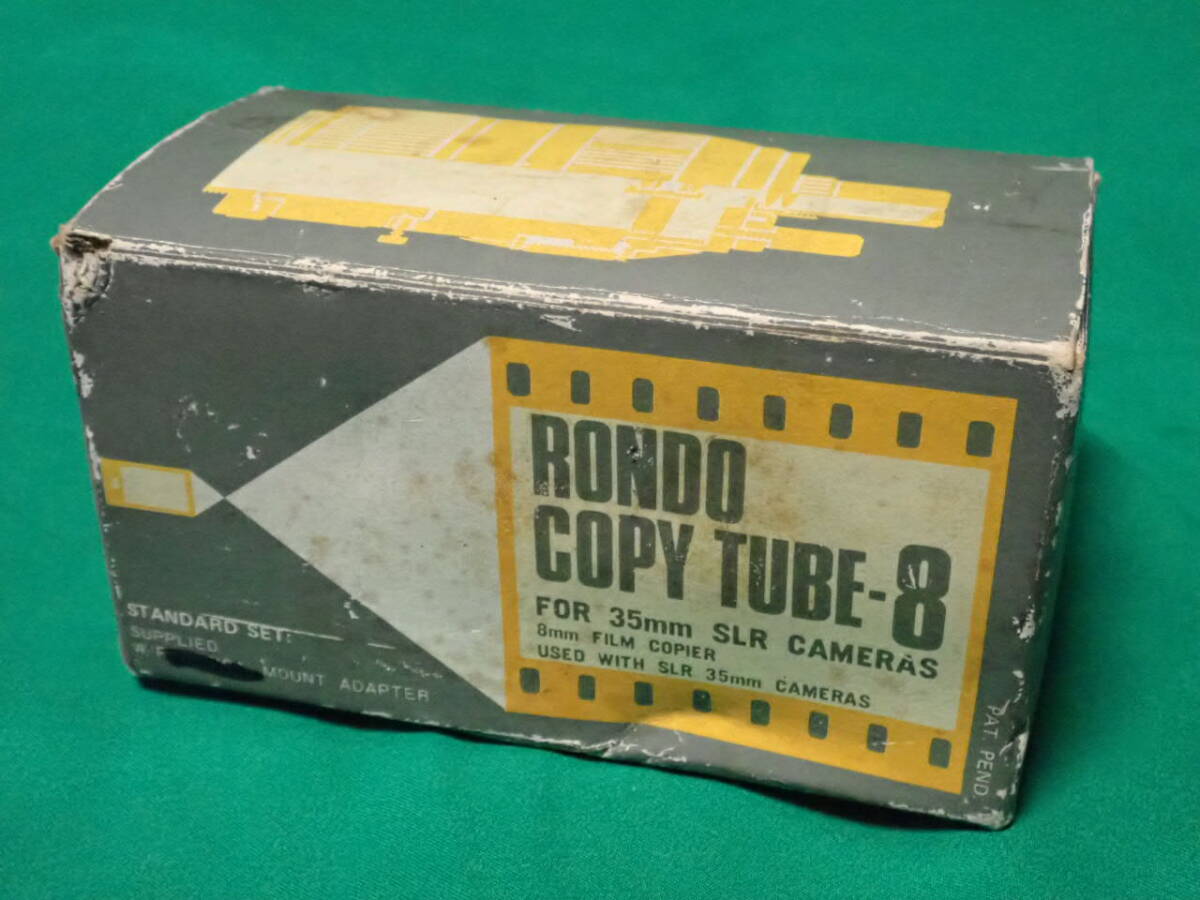 RONDO
COPY TUBE-8
FOR 35mm SLR CAMERAS
8mm FILM COPIER
USED WITH SLR 35mm CAMERAS
STANDARD SET:
SUPPLIED
MOUNT ADAPTER
PAT. PEND.